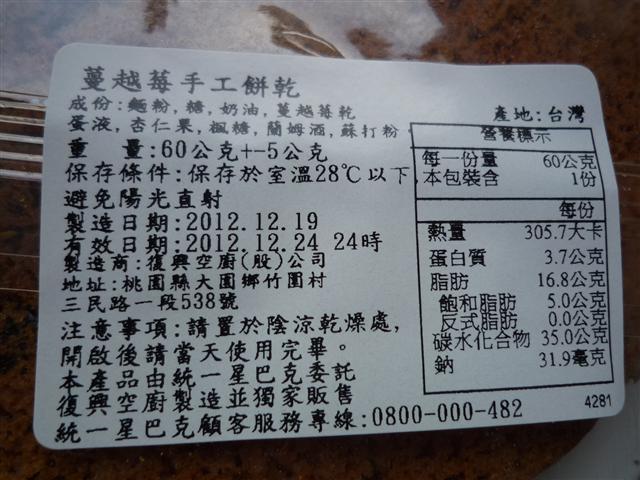 蔓越莓手工餅乾
成份:麵粉,糖,奶油,蔓越莓乾
蛋液,杏仁果,楓糖,蘭姆酒,蘇打粉
重 量:60公克+-5公克
保存條件:保存於室溫28℃以下,
避免陽光直射
製造日期:2012.12.19
有效日期:2012.12.24 24時
製造商:復興空廚(股)公司
地址:桃園縣大園鄉竹圍村
三民路一段538號
注意事項:請置於陰涼乾燥處,
開啟後請當天使用完畢。
本產品由統一星巴克委託
復興空廚製造並獨家販售
統一星巴克顧客服務專線:0800-000-482
產地:台灣
營養標示
每一份量 60公克
本包裝含 1份
每份
熱量 305.7大卡
蛋白質 3.7公克
脂肪 16.8公克
飽和脂肪 5.0公克
反式脂肪 0.0公克
碳水化合物 35.0公克
鈉 31.9毫克
4281